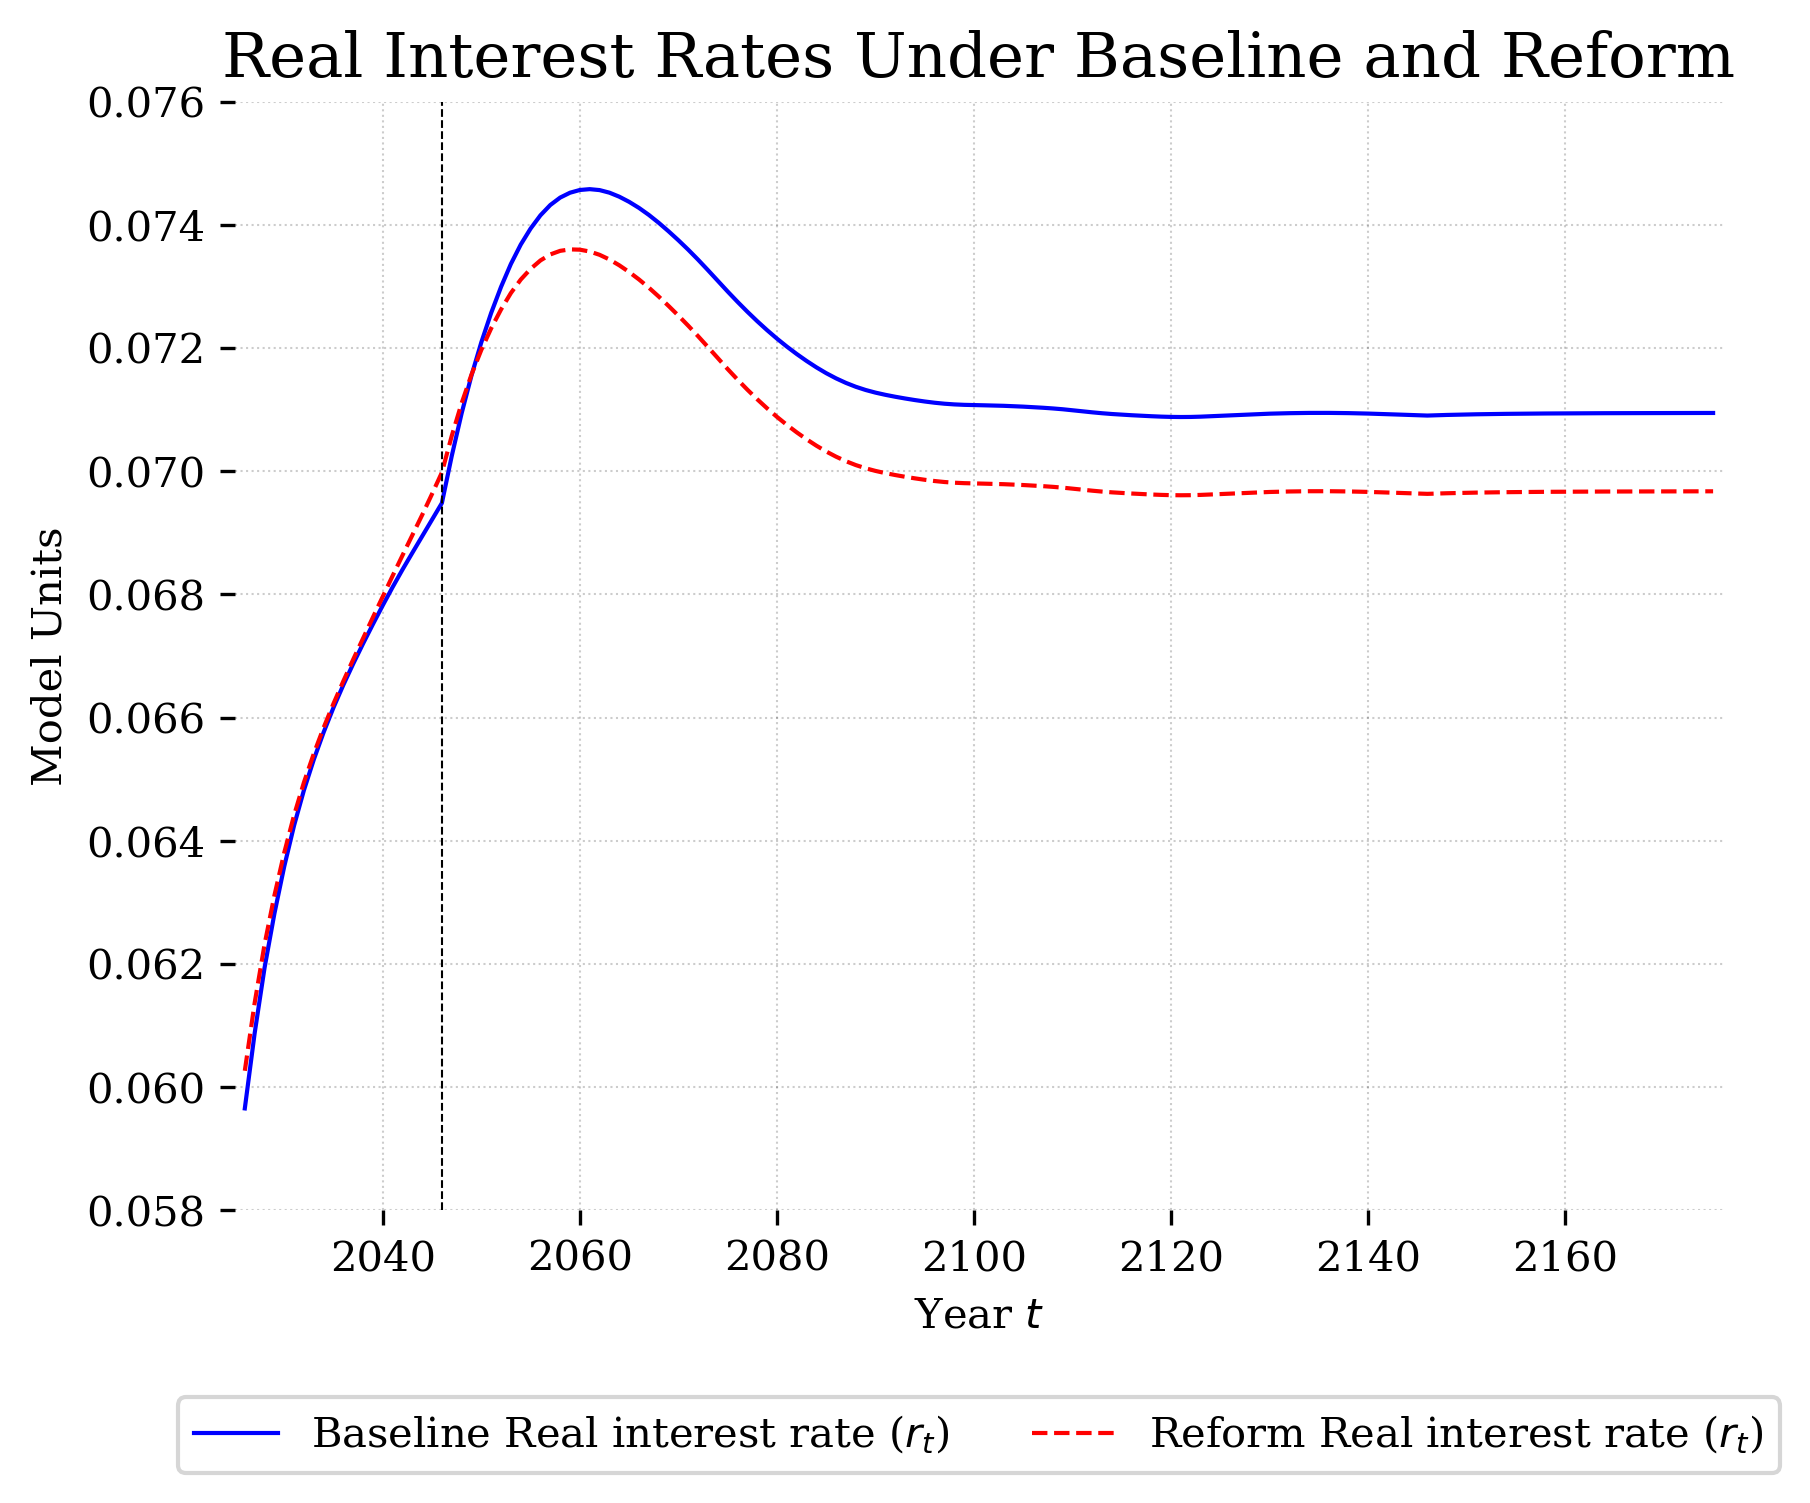 Real Interest Rates Under Baseline and Reform
0.076
0.074
0.072
0.070
0.068
0.066
0.064
0.062
0.060
0.058
Model Units
2040 2060 2080 2100 2120 2140 2160
Year t
Baseline Real interest rate (rₜ) Reform Real interest rate (rₜ)